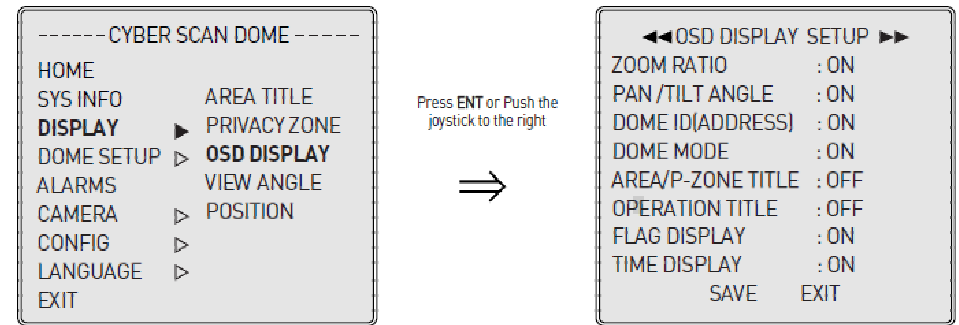 ------CYBER SCAN DOME-----
HOME
SYS INFO
DISPLAY ▶
DOME SETUP ▷
ALARMS
CAMERA ▷
CONFIG ▷
LANGUAGE ▷
EXIT
AREA TITLE
PRIVACY ZONE
OSD DISPLAY
VIEW ANGLE
POSITION
Press ENT or Push the
joystick to the right
⇒
◀◀OSD DISPLAY SETUP ▶▶
ZOOM RATIO : ON
PAN /TILT ANGLE : ON
DOME ID(ADDRESS) : ON
DOME MODE : ON
AREA/P-ZONE TITLE : OFF
OPERATION TITLE : OFF
FLAG DISPLAY : ON
TIME DISPLAY : ON
SAVE EXIT